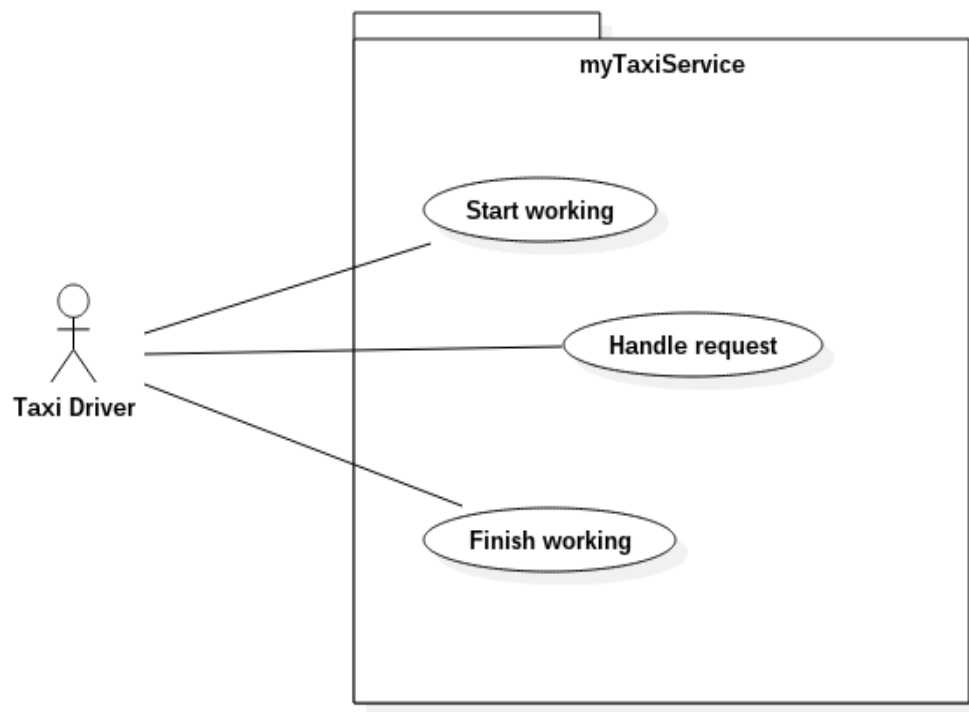 myTaxiService
Start working
Handle request
Taxi Driver
Finish working